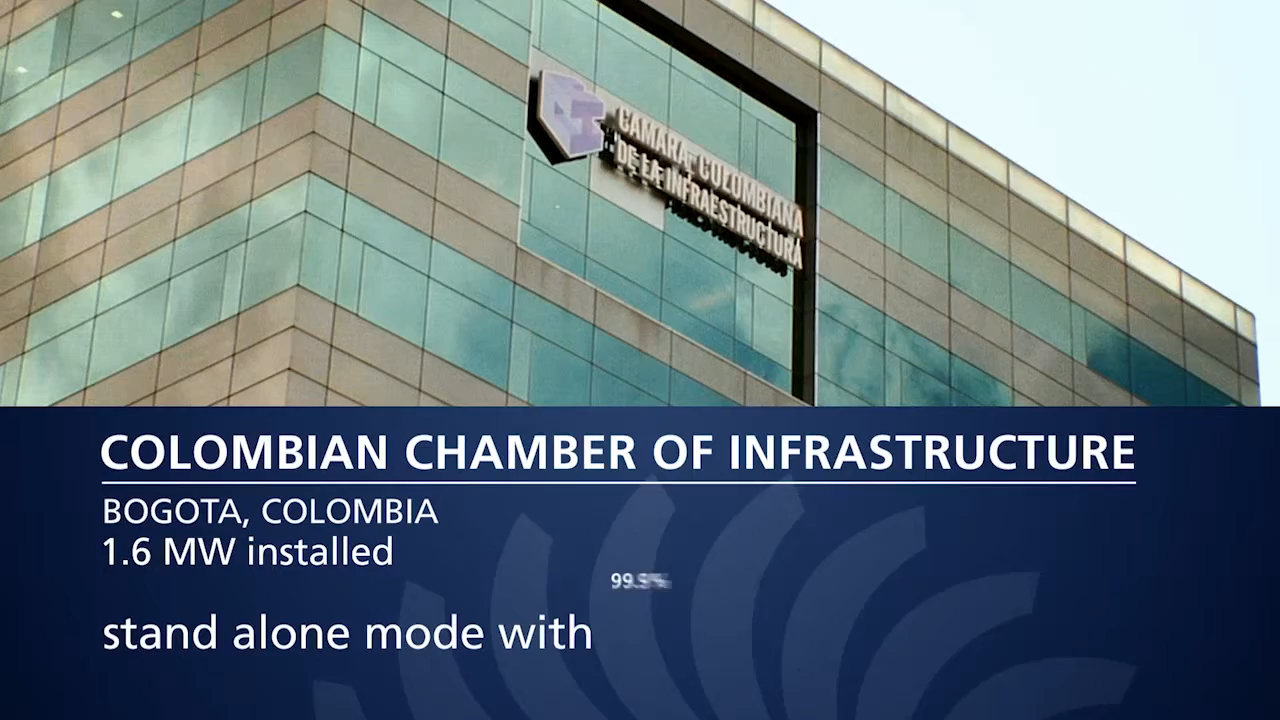 CAMARA COLOMBIANA
DE LA INFRAESTRUCTURA
COLOMBIAN CHAMBER OF INFRASTRUCTURE
BOGOTA, COLOMBIA
1.6 MW installed
stand alone mode with